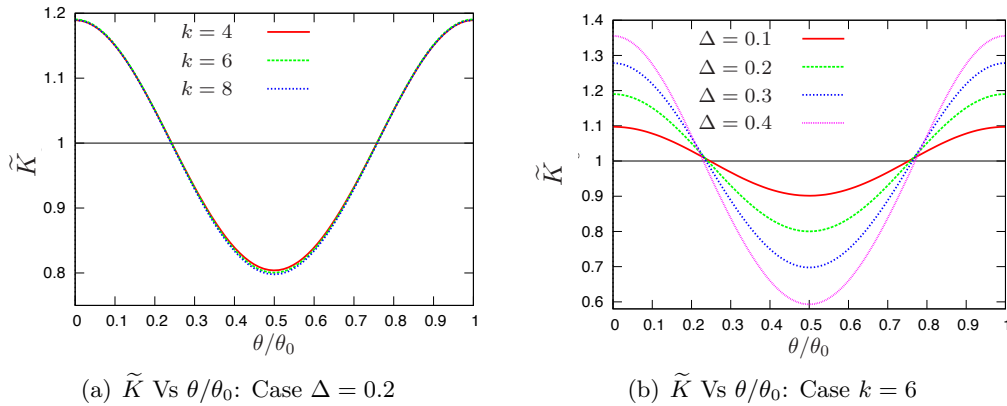 1.2
1.1
1
0.9
0.8
K̃
k = 4
k = 6
k = 8
0 0.1 0.2 0.3 0.4 0.5 0.6 0.7 0.8 0.9 1
θ/θ₀
(a) K̃ Vs θ/θ₀: Case Δ = 0.2
1.4
1.3
1.2
1.1
1
0.9
0.8
0.7
0.6
K̃
Δ = 0.1
Δ = 0.2
Δ = 0.3
Δ = 0.4
0 0.1 0.2 0.3 0.4 0.5 0.6 0.7 0.8 0.9 1
θ/θ₀
(b) K̃ Vs θ/θ₀: Case k = 6